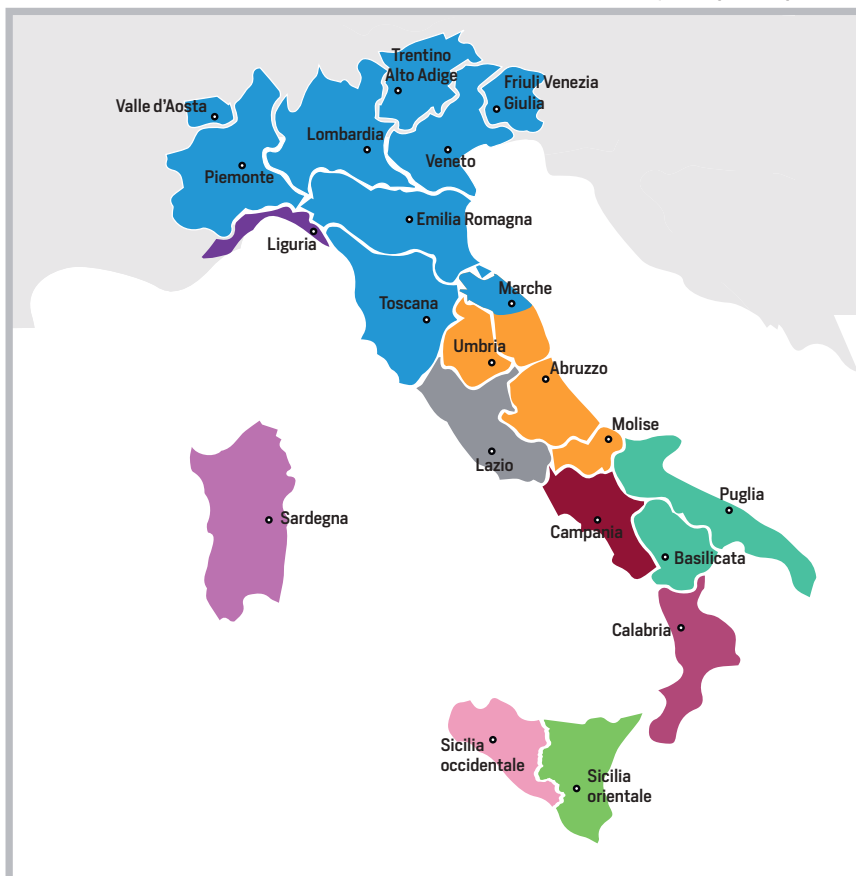 Trentino
Alto Adige
Friuli Venezia
Giulia
Valle d'Aosta
Lombardia
Veneto
Piemonte
Emilia Romagna
Liguria
Marche
Toscana
Umbria
Abruzzo
Molise
Lazio
Puglia
Sardegna
Campania
Basilicata
Calabria
Sicilia
occidentale
Sicilia
orientale